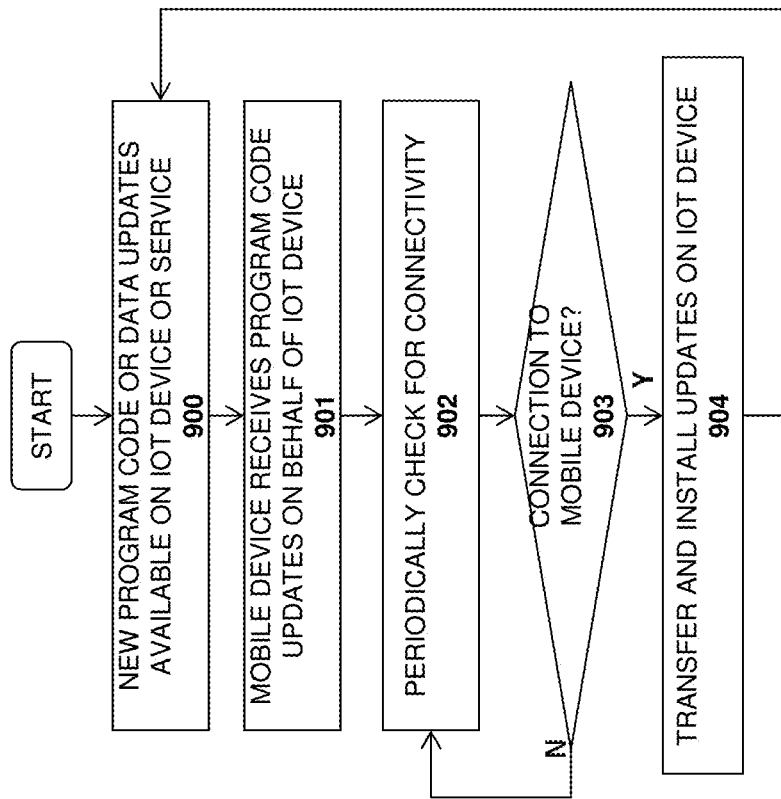 START
NEW PROGRAM CODE OR DATA UPDATES
AVAILABLE ON IOT DEVICE OR SERVICE
900
MOBILE DEVICE RECEIVES PROGRAM CODE
UPDATES ON BEHALF OF IOT DEVICE
901
PERIODICALLY CHECK FOR CONNECTIVITY
902
CONNECTION TO
MOBILE DEVICE?
903
N
Y
TRANSFER AND INSTALL UPDATES ON IOT DEVICE
904